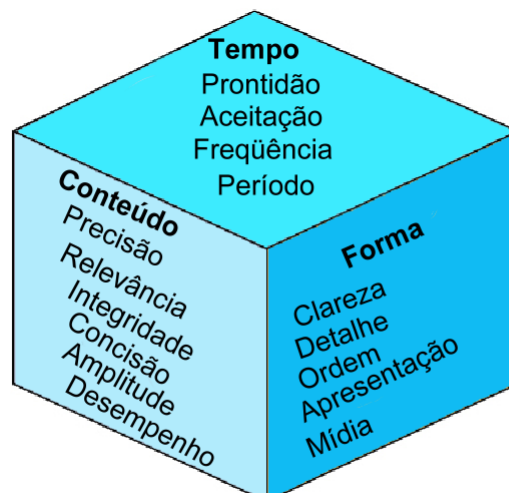 Tempo
Prontidão
Aceitação
Freqüência
Período
Conteúdo
Precisão
Relevância
Integridade
Concisão
Amplitude
Desempenho
Forma
Clareza
Detalhe
Ordem
Apresentação
Mídia